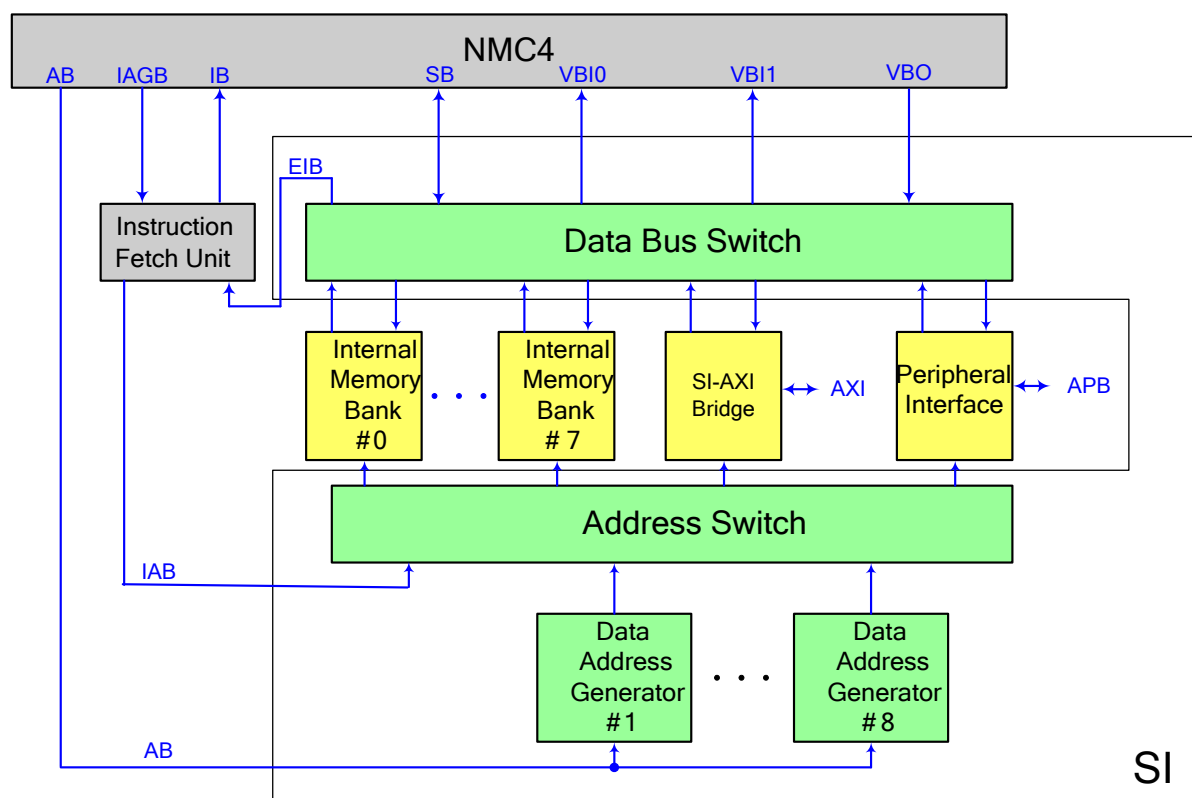 NMC4
AB IAGB IB SB VBI0 VBI1 VBO
EIB
Instruction
Fetch Unit
Data Bus Switch
Internal
Memory
Bank
#0
Internal
Memory
Bank
# 7
SI-AXI
Bridge
AXI
Peripheral
Interface
APB
Address Switch
IAB
Data
Address
Generator
#1
Data
Address
Generator
#8
AB
SI